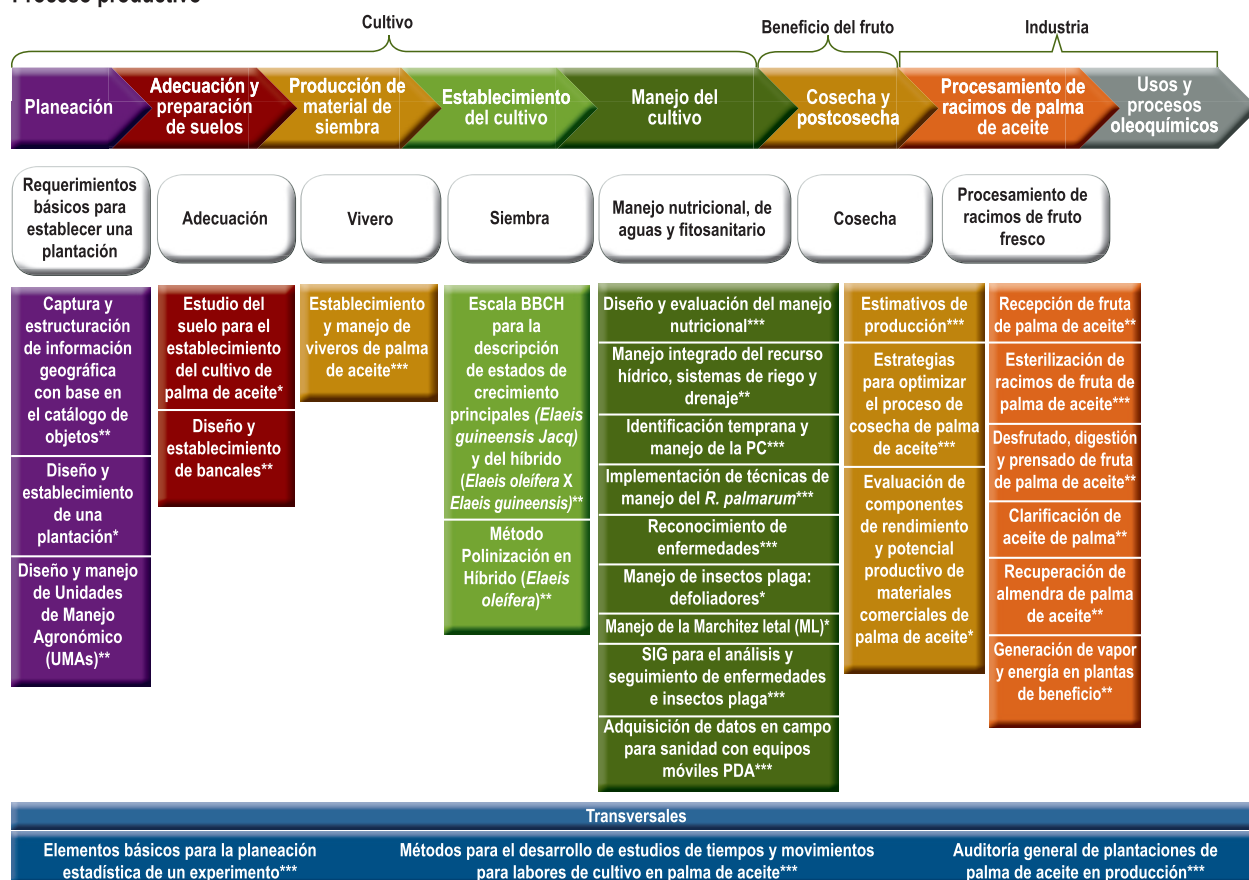 Proceso productivo
Cultivo
Beneficio del fruto
Industria
Planeación
Adecuación y
preparación
de suelos
Producción de
material de
siembra
Establecimiento
del cultivo
Manejo del
cultivo
Cosecha y
postcosecha
Procesamiento de
racimos de palma
de aceite
Usos y
procesos
oleoquímicos
Requerimientos
básicos para
establecer una
plantación
Adecuación
Vivero
Siembra
Manejo nutricional, de
aguas y fitosanitario
Cosecha
Procesamiento de
racimos de fruto
fresco
Captura y
estructuración
de información
geográfica
con base en
el catálogo de
objetos**
Diseño y
establecimiento
de una
plantación*
Diseño y manejo
de Unidades
de Manejo
Agronómico
(UMAs)**
Estudio del
suelo para el
establecimiento
del cultivo de
palma de aceite*
Diseño y
establecimiento
de bancales**
Establecimiento
y manejo de
viveros de palma
de aceite***
Escala BBCH
para la
descripción
de estados de
crecimiento
principales (Elaeis
guineensis Jacq)
y del híbrido
(Elaeis oleífera X
Elaeis guineensis)**
Método
Polinización en
Híbrido (Elaeis
oleífera)**
Diseño y evaluación del manejo
nutricional***
Manejo integrado del recurso
hídrico, sistemas de riego y
drenaje**
Identificación temprana y
manejo de la PC***
Implementación de técnicas de
manejo del R. palmarum***
Reconocimiento de
enfermedades***
Manejo de insectos plaga:
defoliadores*
Manejo de la Marchitez letal (ML)*
SIG para el análisis y
seguimiento de enfermedades
e insectos plaga***
Adquisición de datos en campo
para sanidad con equipos
móviles PDA***
Estimativos de
producción***
Estrategias
para optimizar
el proceso de
cosecha de palma
de aceite***
Evaluación de
componentes
de rendimiento
y potencial
productivo de
materiales
comerciales de
palma de aceite*
Recepción de fruta
de palma de aceite**
Esterilización de
racimos de fruta de
palma de aceite***
Desfrutado, digestión
y prensado de fruta
de palma de aceite**
Clarificación de
aceite de palma**
Recuperación de
almendra de palma
de aceite**
Generación de vapor
y energía en plantas
de beneficio**
Transversales
Elementos básicos para la planeación
estadística de un experimento***
Métodos para el desarrollo de estudios de tiempos y movimientos
para labores de cultivo en palma de aceite***
Auditoría general de plantaciones de
palma de aceite en producción***